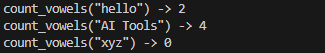 count_vowels("hello") -> 2
count_vowels("AI Tools") -> 4
count_vowels("xyz") -> 0